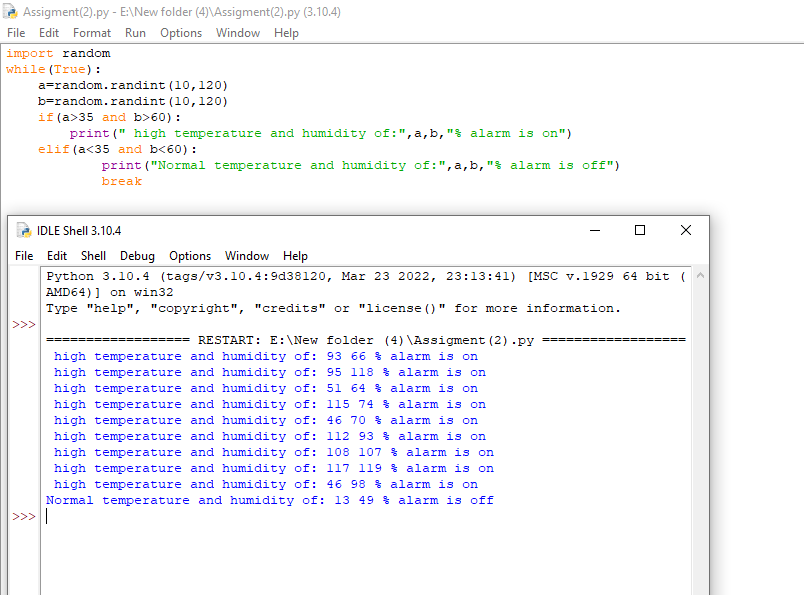 Assigment(2).py - E:\New folder (4)\Assigment(2).py (3.10.4)
File Edit Format Run Options Window Help
import random
while(True):
    a=random.randint(10,120)
    b=random.randint(10,120)
    if(a>35 and b>60):
        print(" high temperature and humidity of:",a,b,"% alarm is on")
    elif(a<35 and b<60):
            print("Normal temperature and humidity of:",a,b,"% alarm is off")
            break
IDLE Shell 3.10.4
File Edit Shell Debug Options Window Help
Python 3.10.4 (tags/v3.10.4:9d38120, Mar 23 2022, 23:13:41) [MSC v.1929 64 bit (
AMD64)] on win32
Type "help", "copyright", "credits" or "license()" for more information.
>>>
================== RESTART: E:\New folder (4)\Assigment(2).py ==================
 high temperature and humidity of: 93 66 % alarm is on
 high temperature and humidity of: 95 118 % alarm is on
 high temperature and humidity of: 51 64 % alarm is on
 high temperature and humidity of: 115 74 % alarm is on
 high temperature and humidity of: 46 70 % alarm is on
 high temperature and humidity of: 112 93 % alarm is on
 high temperature and humidity of: 108 107 % alarm is on
 high temperature and humidity of: 117 119 % alarm is on
 high temperature and humidity of: 46 98 % alarm is on
Normal temperature and humidity of: 13 49 % alarm is off
>>>